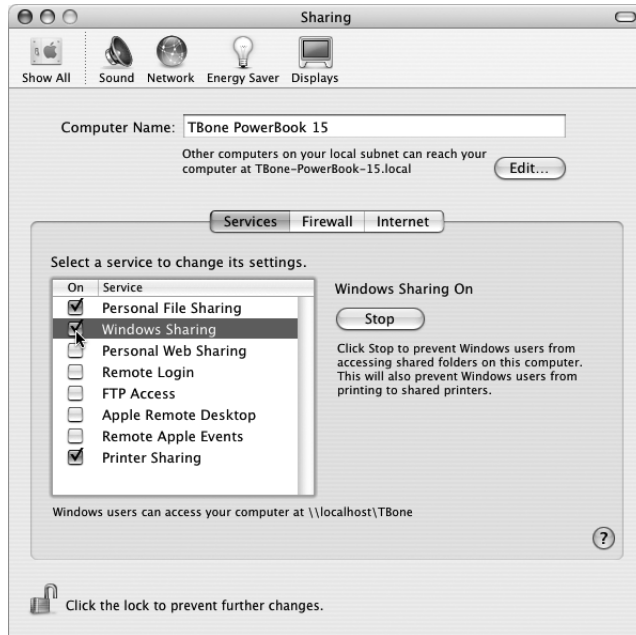 Sharing
Show All Sound Network Energy Saver Displays
Computer Name: TBone PowerBook 15
Other computers on your local subnet can reach your
computer at TBone-PowerBook-15.local
Edit...
Services Firewall Internet
Select a service to change its settings.
On Service
Personal File Sharing
Windows Sharing
Personal Web Sharing
Remote Login
FTP Access
Apple Remote Desktop
Remote Apple Events
Printer Sharing
Windows Sharing On
Stop
Click Stop to prevent Windows users from
accessing shared folders on this computer.
This will also prevent Windows users from
printing to shared printers.
Windows users can access your computer at \\localhost\TBone
?
Click the lock to prevent further changes.